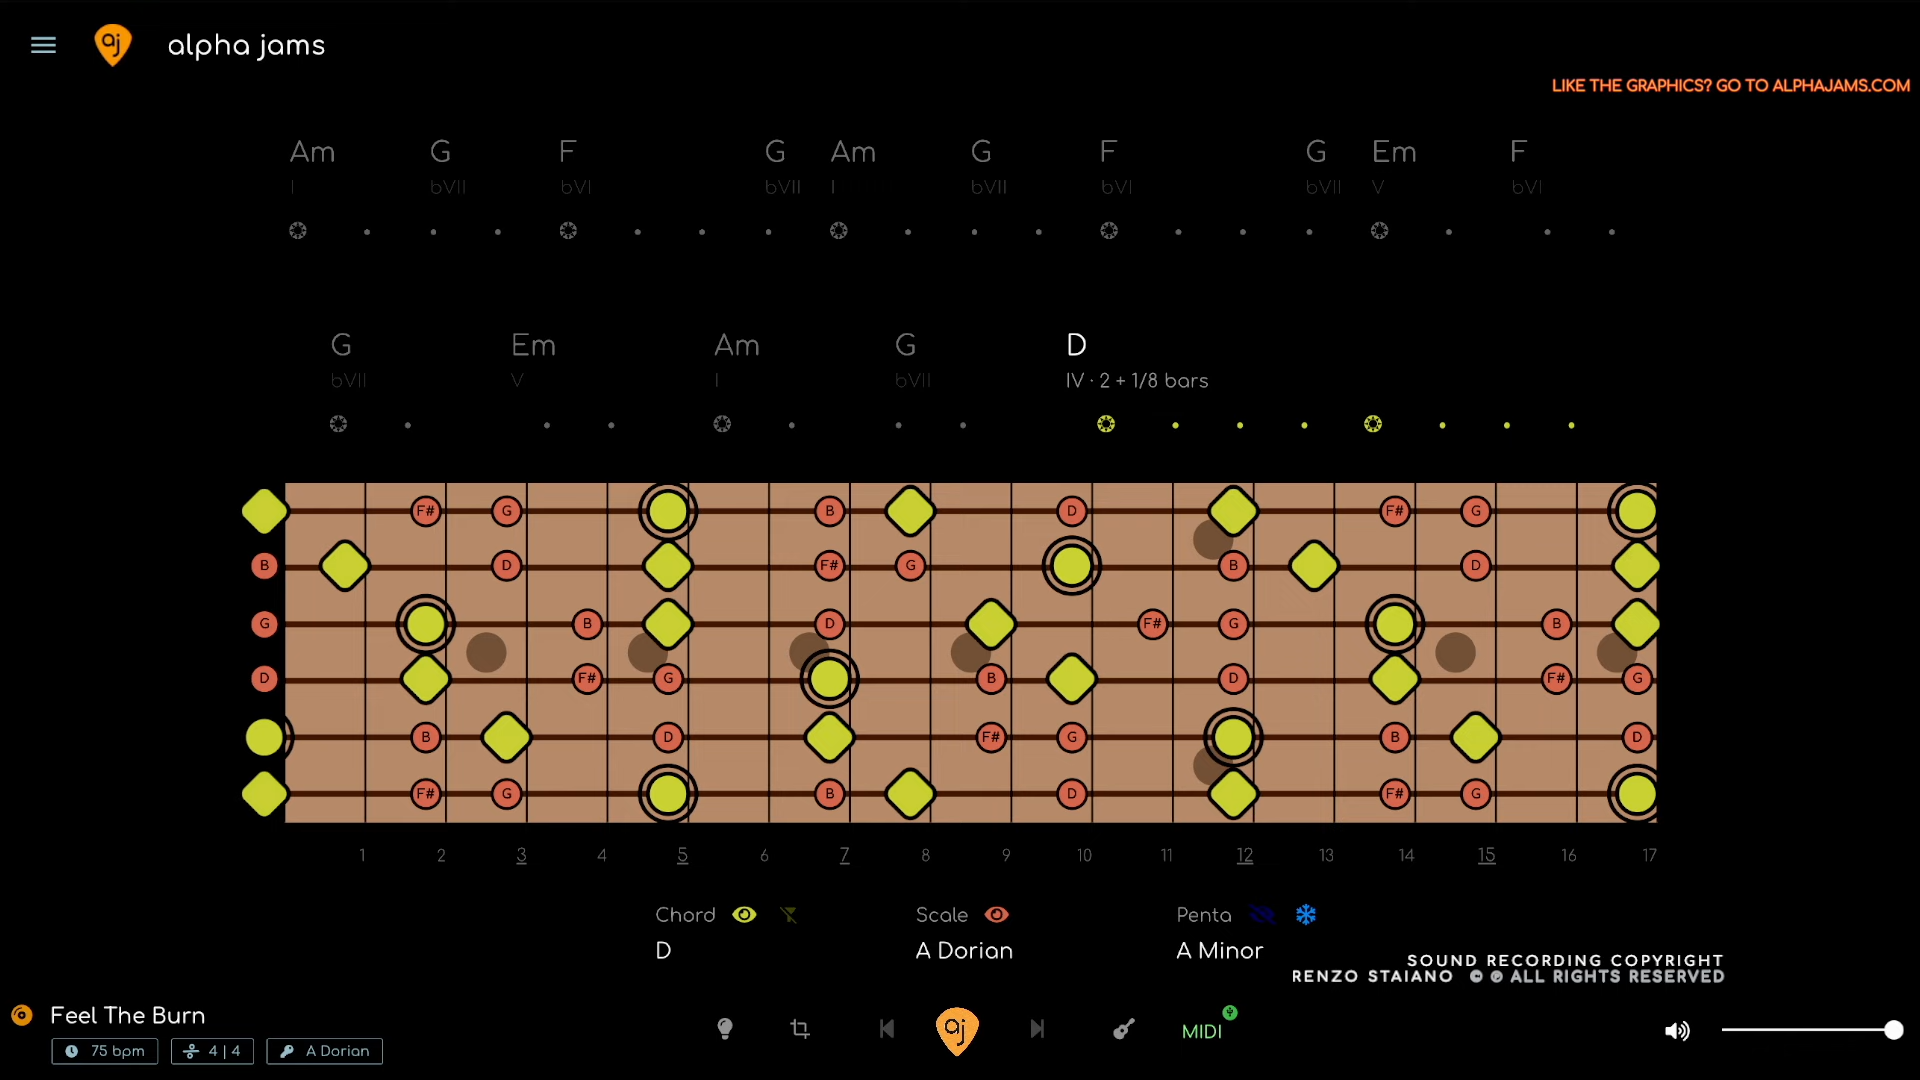 alpha jams
LIKE THE GRAPHICS? GO TO ALPHAJAMS.COM
Am G F G Am G F G Em F
I bVII bVI bVII I bVII bVI bVII V bVI
G Em Am G D
bVII V I bVII IV · 2 + 1/8 bars
F# G B D F# G
B D F# G B D
G B D F# G B
D F# G B D F# G
B D F# G B D
F# G B D F# G
1 2 3 4 5 6 7 8 9 10 11 12 13 14 15 16 17
Chord Scale Penta
D A Dorian A Minor
SOUND RECORDING COPYRIGHT
RENZO STAIANO © ℗ ALL RIGHTS RESERVED
Feel The Burn
75 bpm 4 | 4 A Dorian
aj
MIDI